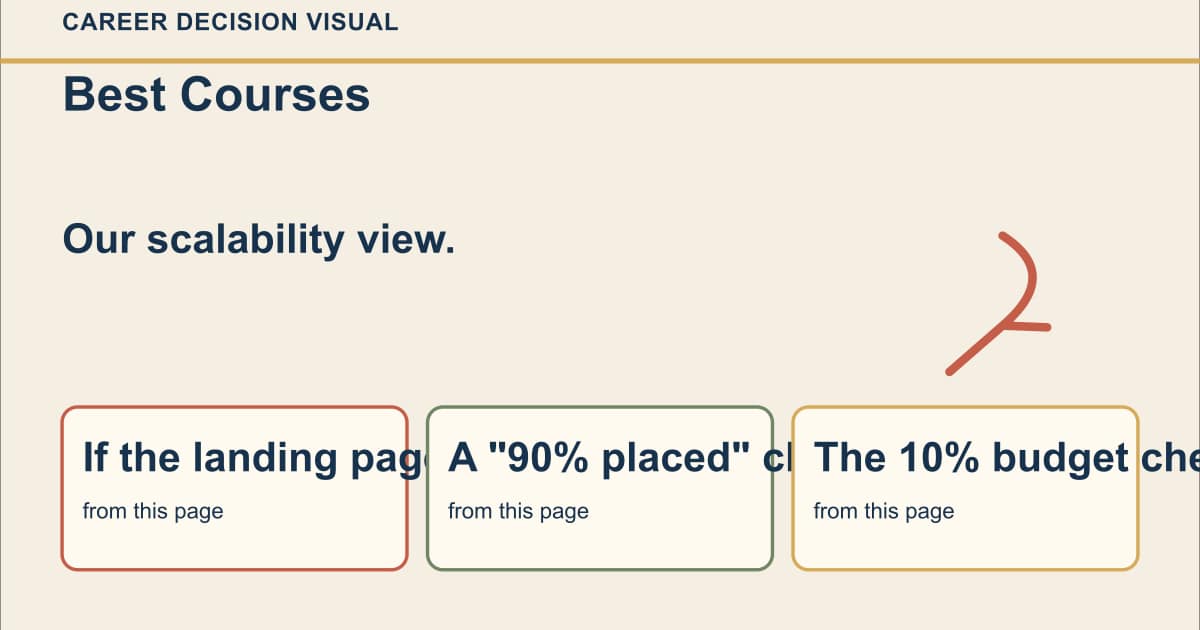 CAREER DECISION VISUAL
Best Courses
Our scalability view.
If the landing pag
from this page
A "90% placed" cl
from this page
The 10% budget che
from this page